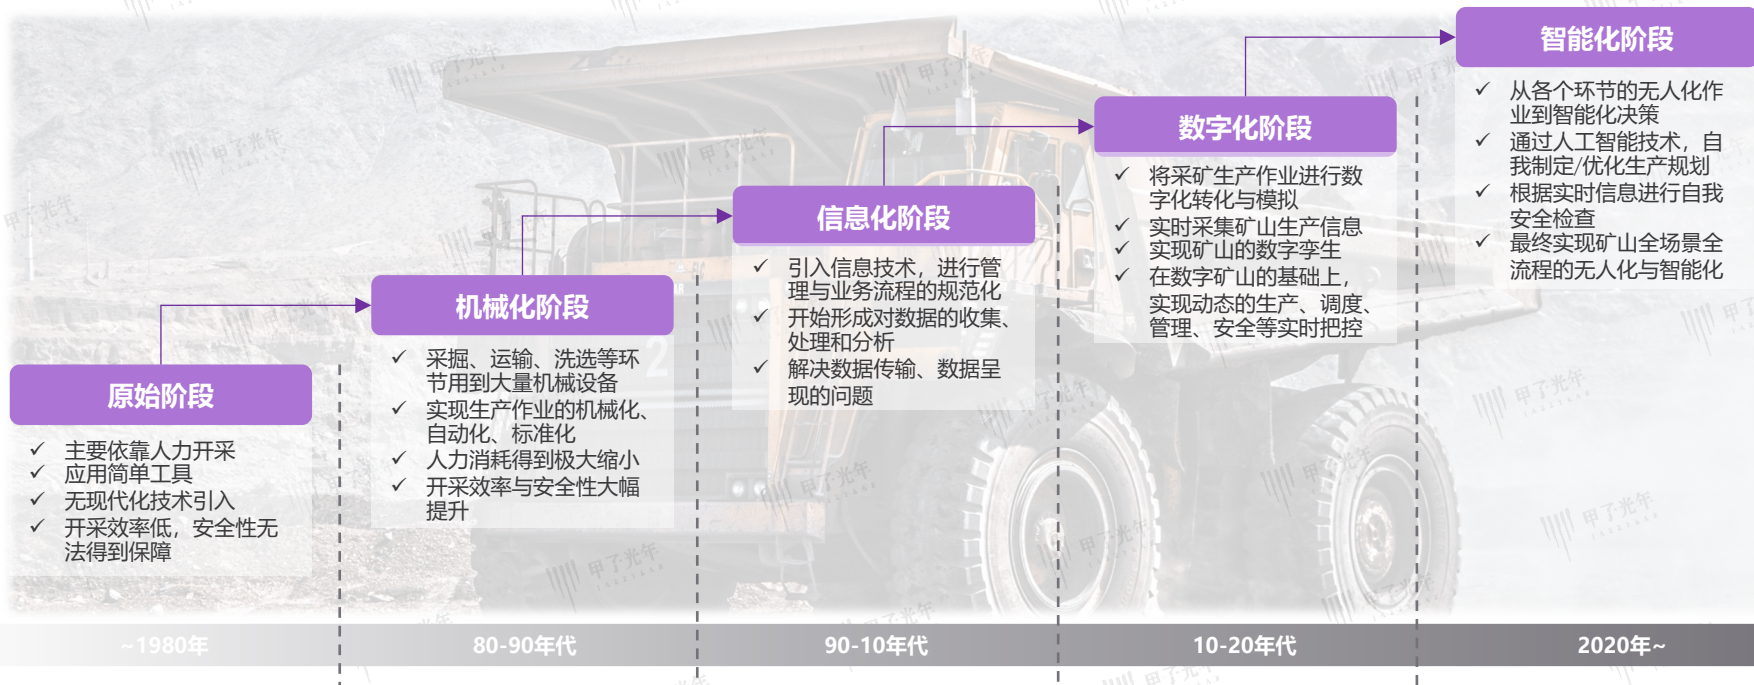 原始阶段
✓ 主要依靠人力开采
✓ 应用简单工具
✓ 无现代化技术引入
✓ 开采效率低，安全性无
法得到保障
~1980年
机械化阶段
✓ 采掘、运输、洗选等环
节用到大量机械设备
✓ 实现生产作业的机械化、
自动化、标准化
✓ 人力消耗得到极大缩小
✓ 开采效率与安全性大幅
提升
80-90年代
信息化阶段
✓ 引入信息技术，进行管
理与业务流程的规范化
✓ 开始形成对数据的收集、
处理和分析
✓ 解决数据传输、数据呈
现的问题
90-10年代
数字化阶段
✓ 将采矿生产作业进行数
字化转化与模拟
✓ 实时采集矿山生产信息
✓ 实现矿山的数字孪生
✓ 在数字矿山的基础上，
实现动态的生产、调度、
管理、安全等实时把控
10-20年代
智能化阶段
✓ 从各个环节的无人化作
业到智能化决策
✓ 通过人工智能技术，自
我制定/优化生产规划
✓ 根据实时信息进行自我
安全检查
✓ 最终实现矿山全场景全
流程的无人化与智能化
2020年~
甲子光年
2